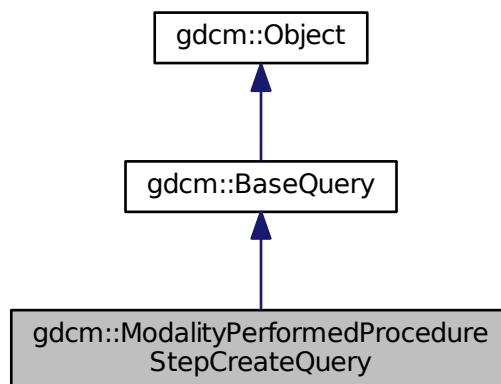 gdcm::Object
gdcm::BaseQuery
gdcm::ModalityPerformedProcedure
StepCreateQuery